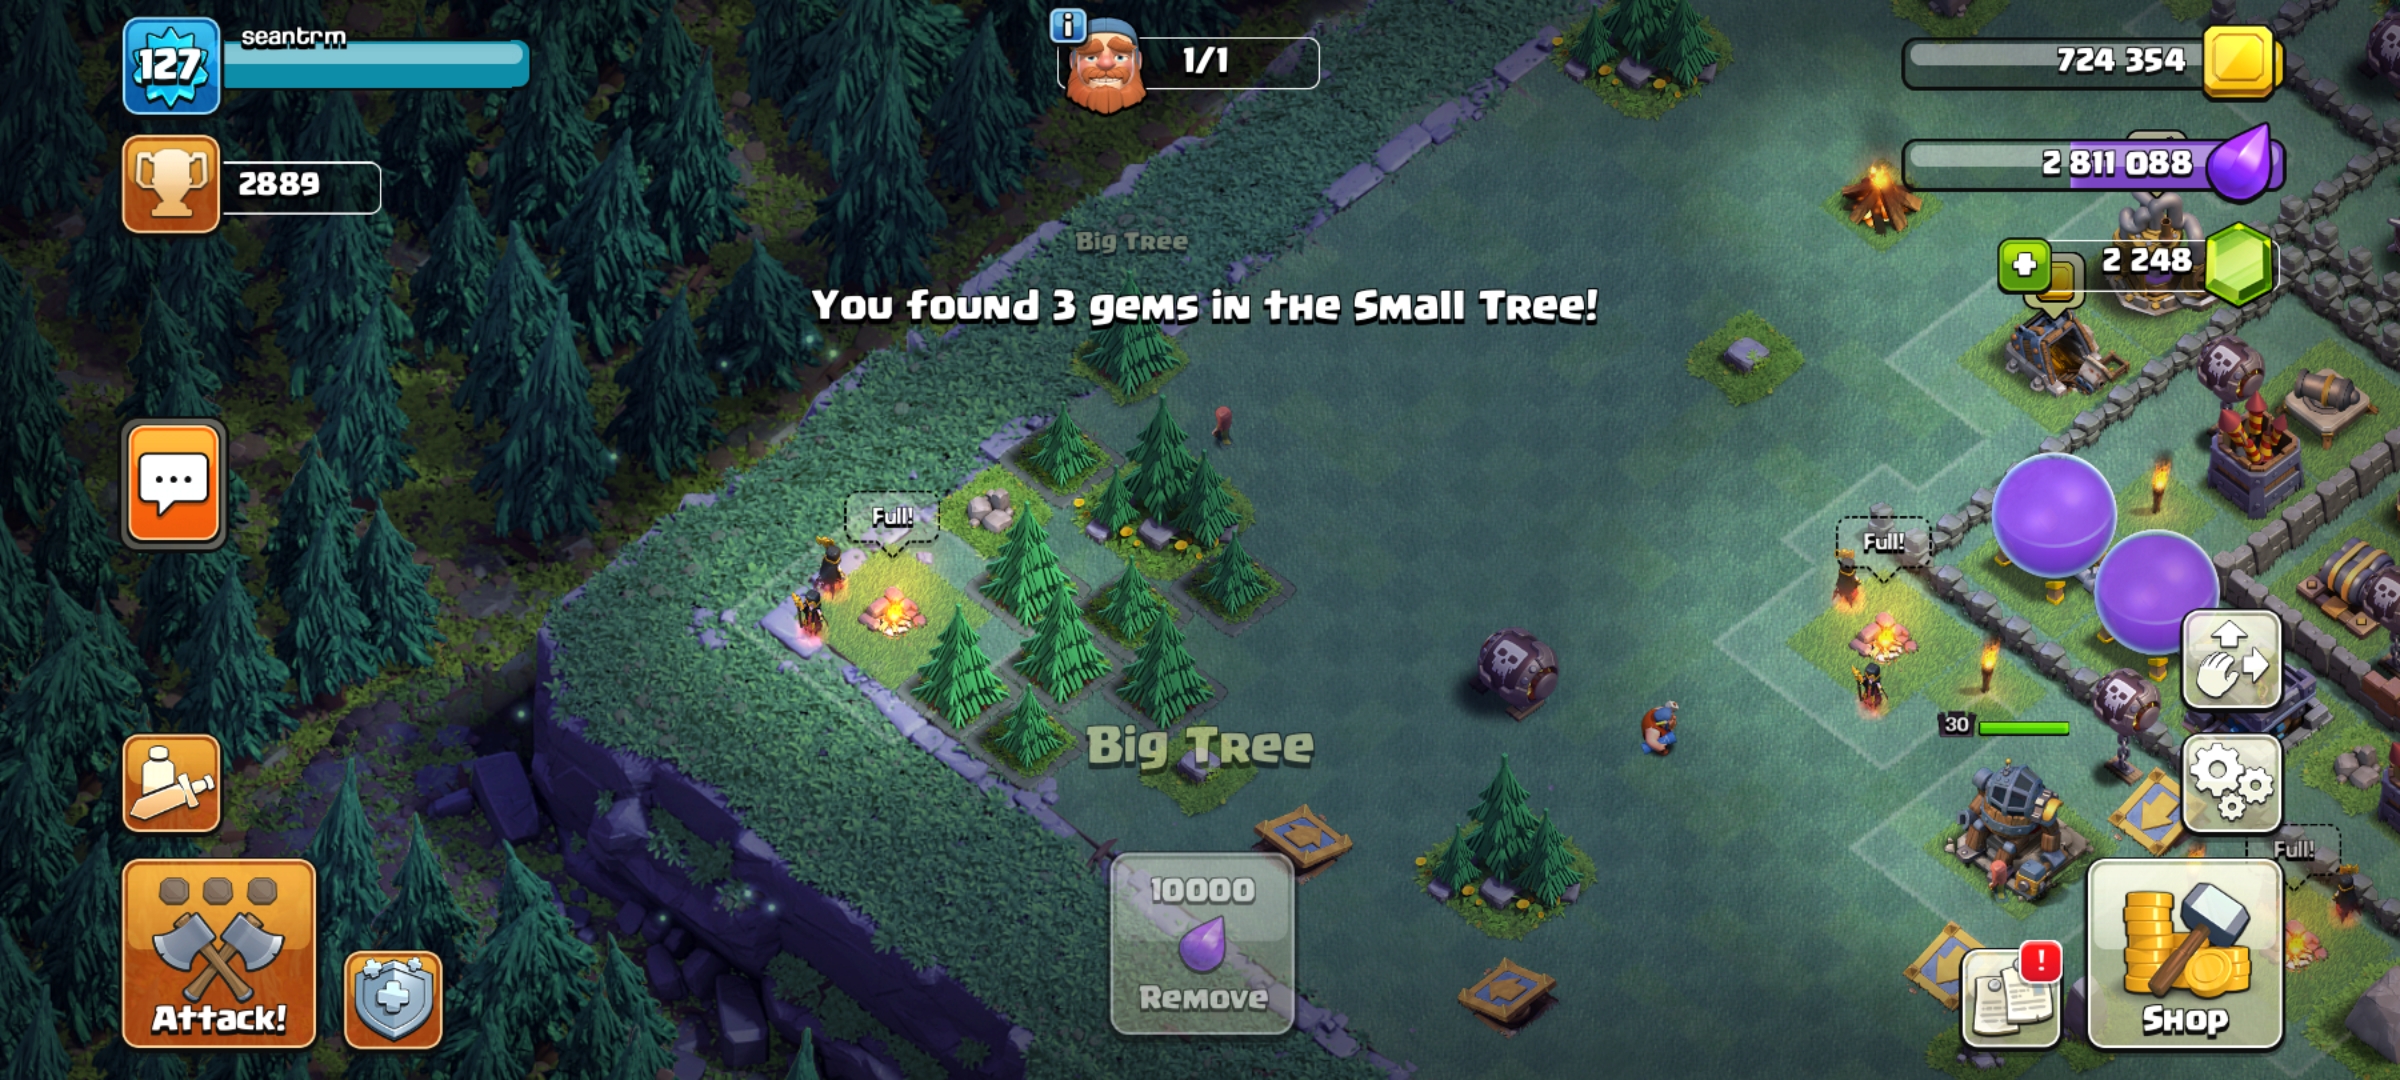 127
seantrm
1/1
724 354
2889
2 811 088
Big Tree
2 248
You found 3 gems in the Small Tree!
Full!
Full!
30
Big Tree
Full!
10000
Remove
Attack!
!
Shop